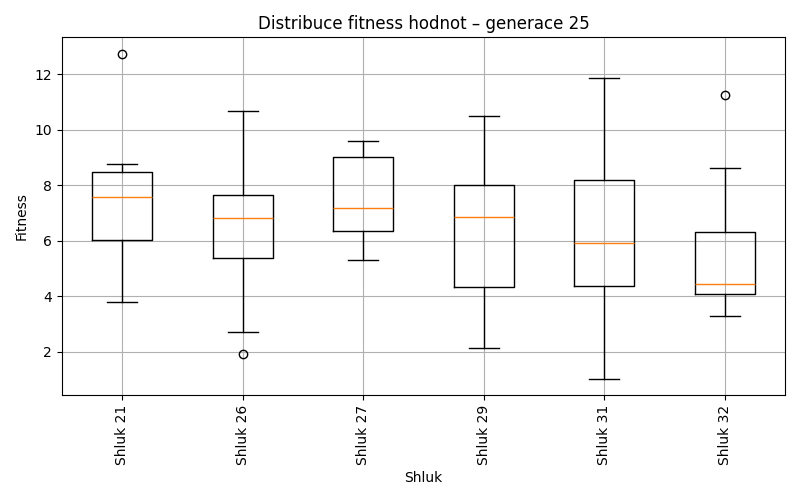 Distribuce fitness hodnot – generace 25
Fitness
12
10
8
6
4
2
Shluk 21
Shluk 26
Shluk 27
Shluk 29
Shluk 31
Shluk 32
Shluk